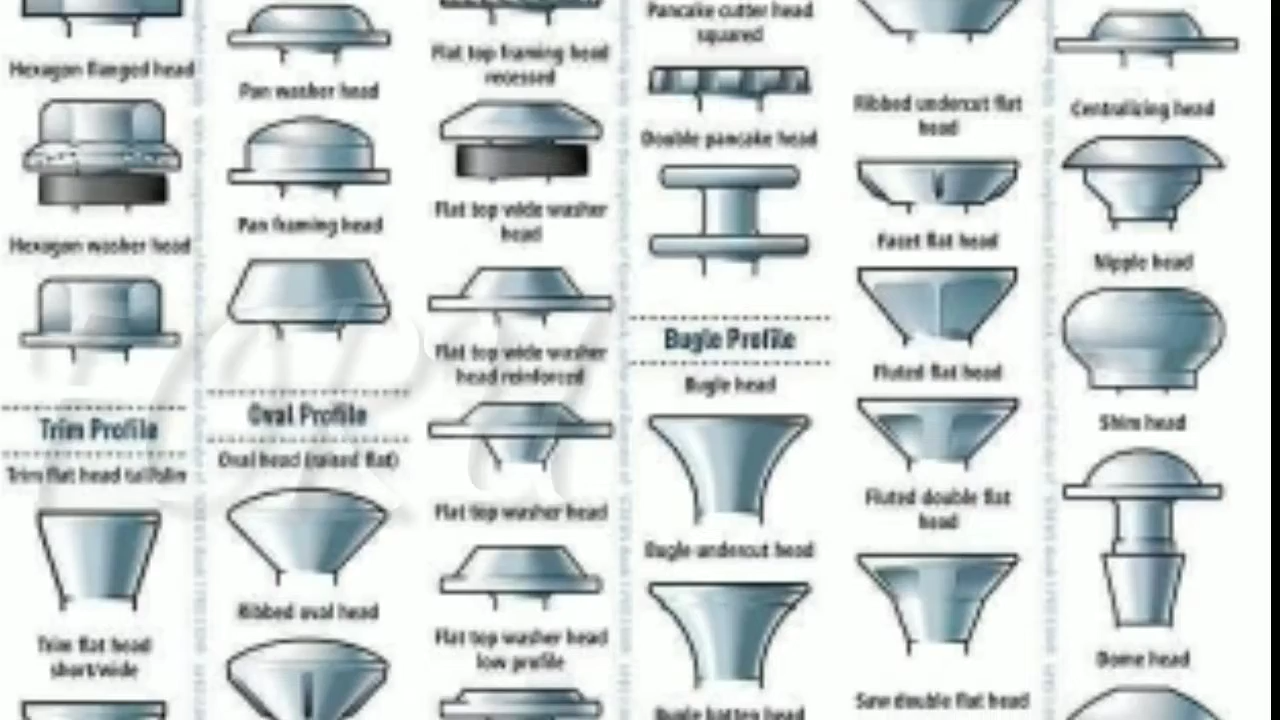 Hexagon flanged head
Hexagon washer head
Trim Profile
Trim flat head tall/slim
Trim flat head
short/wide
Pan washer head
Pan framing head
Oval Profile
Oval head (raised flat)
Ribbed oval head
Flat top framing head
recessed
Flat top wide washer
head
Flat top wide washer
head reinforced
Flat top washer head
Flat top washer head
low profile
Pancake cutter head
squared
Double pancake head
Bugle Profile
Bugle head
Bugle undercut head
Bugle batten head
Ribbed undercut flat
head
Facet flat head
Fluted flat head
Fluted double flat
head
Saw double flat head
Centralizing head
Nipple head
Shim head
Dome head